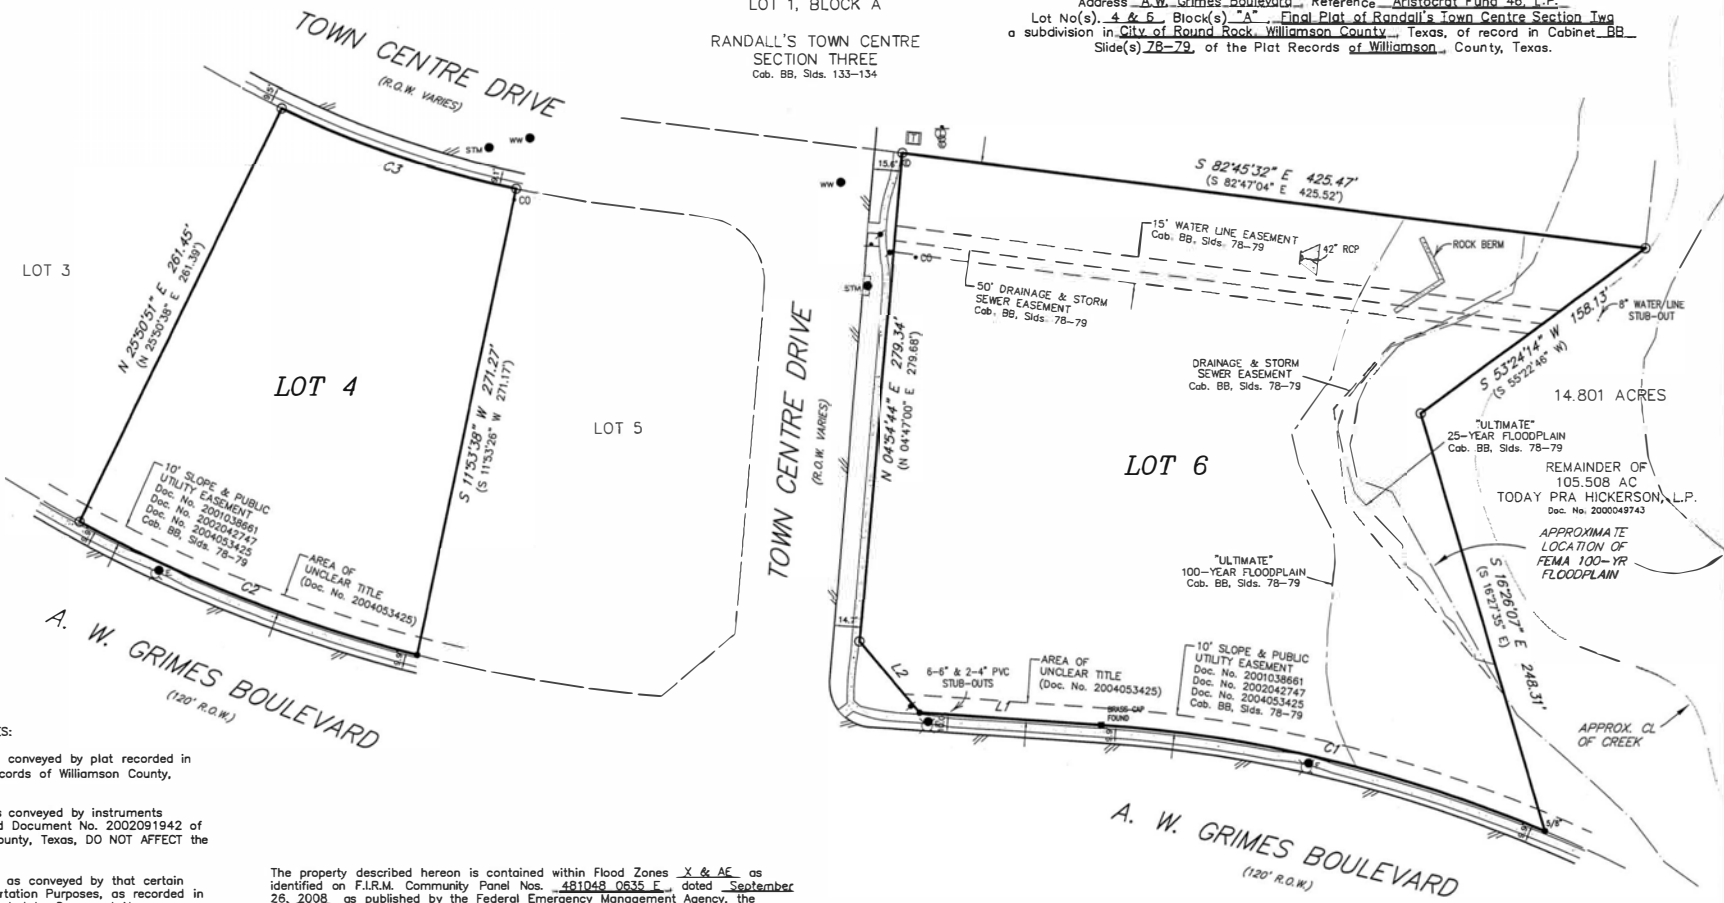 LOT 1, BLOCK A
RANDALL'S TOWN CENTRE
SECTION THREE
Cab. BB, Slds. 133-134
Address A.W. Grimes Boulevard, Reference Aristocrat Fund 46, L.P.
Lot No(s). 4 & 6 Block(s) "A", Final Plat of Randall's Town Centre Section Two
a subdivision in City of Round Rock, Williamson County, Texas, of record in Cabinet BB
Slide(s) 78-79, of the Plat Records of Williamson, County, Texas.
TOWN CENTRE DRIVE
(R.O.W. VARIES)
C3
STM
WW
CO
LOT 3
N 25°50'51" E 261.45'
(N 25°50'38" E 261.39')
LOT 4
S 11°53'38" W 271.27'
(S 11°53'26" W 271.17')
LOT 5
10' SLOPE & PUBLIC
UTILITY EASEMENT
Doc. No. 2001038661
Doc. No. 2002042747
Doc. No. 2004053425
Cab. BB, Slds. 78-79
AREA OF
UNCLEAR TITLE
(Doc. No. 2004053425)
C2
A. W. GRIMES BOULEVARD
(120' R.O.W.)
TOWN CENTRE DRIVE
(R.O.W. VARIES)
WW
STM
T
15.6'
CO
N 04°54'44" E 279.34'
(N 04°47'00" E 279.68')
S 82°45'32" E 425.47'
(S 82°47'04" E 425.52')
15' WATER LINE EASEMENT
Cab. BB, Slds. 78-79
42" RCP
ROCK BERM
50' DRAINAGE & STORM
SEWER EASEMENT
Cab. BB, Slds. 78-79
8" WATER LINE
STUB-OUT
S 53°24'14" W 158.13'
(S 55°22'46" W)
DRAINAGE & STORM
SEWER EASEMENT
Cab. BB, Slds. 78-79
14.801 ACRES
"ULTIMATE"
25-YEAR FLOODPLAIN
Cab. BB, Slds. 78-79
LOT 6
REMAINDER OF
105.508 AC
TODAY PRA HICKERSON, L.P.
Doc. No. 2000049743
APPROXIMATE
LOCATION OF
FEMA 100-YR
FLOODPLAIN
"ULTIMATE"
100-YEAR FLOODPLAIN
Cab. BB, Slds. 78-79
S 16°26'07" E 248.31'
(S 16°27'35" E)
14.7'
L2
6-6" & 2-4" PVC
STUB-OUTS
L1
AREA OF
UNCLEAR TITLE
(Doc. No. 2004053425)
BRASS CAP
FOUND
10' SLOPE & PUBLIC
UTILITY EASEMENT
Doc. No. 2001038661
Doc. No. 2002042747
Doc. No. 2004053425
Cab. BB, Slds. 78-79
C1
APPROX. CL
OF CREEK
5/8"
A. W. GRIMES BOULEVARD
(120' R.O.W.)
ES:
conveyed by plat recorded in
cords of Williamson County,
s conveyed by instruments
d Document No. 2002091942 of
ounty, Texas, DO NOT AFFECT the
as conveyed by that certain
rtation Purposes, as recorded in
The property described hereon is contained within Flood Zones X & AE as
identified on F.I.R.M. Community Panel Nos. 481048 0635 E, dated September
26, 2008 as published by the Federal Emergency Management Agency, the